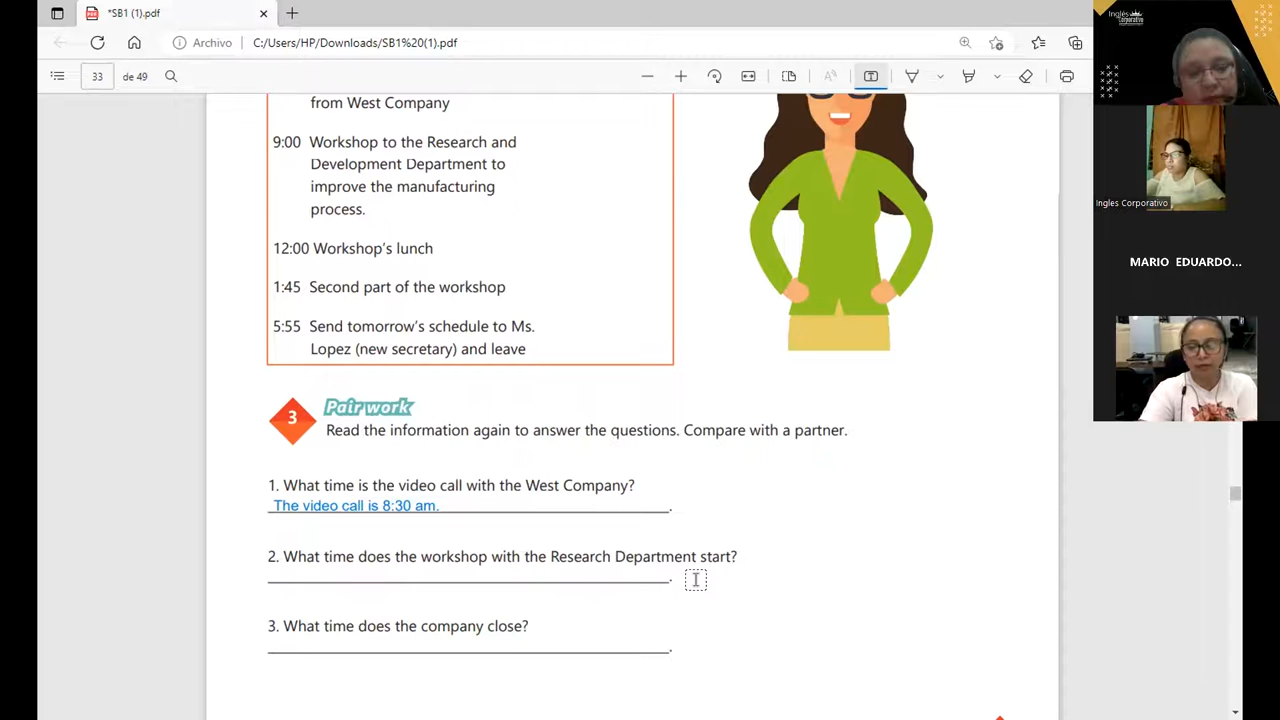 *SB1 (1).pdf
Archivo
C:/Users/HP/Downloads/SB1%20(1).pdf
33
de 49
Inglés
Corporativo
from West Company
9:00 Workshop to the Research and
Development Department to
improve the manufacturing
process.
12:00 Workshop's lunch
1:45 Second part of the workshop
5:55 Send tomorrow's schedule to Ms.
Lopez (new secretary) and leave
Ingles Corporativo
MARIO EDUARDO...
3
Pair work
Read the information again to answer the questions. Compare with a partner.
1. What time is the video call with the West Company?
The video call is 8:30 am.
2. What time does the workshop with the Research Department start?
3. What time does the company close?